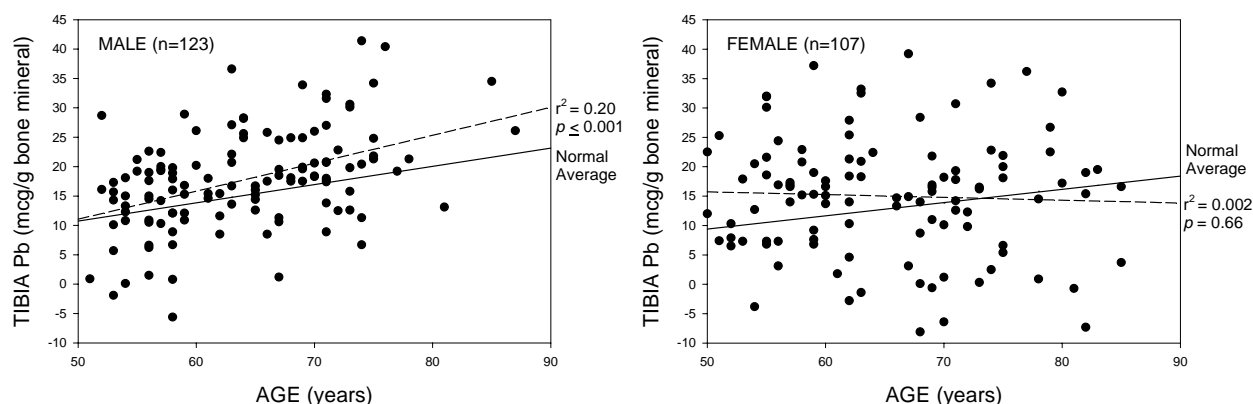 MALE (n=123)
45
40
35
30
25
20
15
10
5
0
-5
-10
TIBIA Pb (mcg/g bone mineral)
50
60
70
80
90
AGE (years)
r² = 0.20
p ≤ 0.001
Normal
Average
FEMALE (n=107)
45
40
35
30
25
20
15
10
5
0
-5
-10
TIBIA Pb (mcg/g bone mineral)
50
60
70
80
90
AGE (years)
Normal
Average
r² = 0.002
p = 0.66